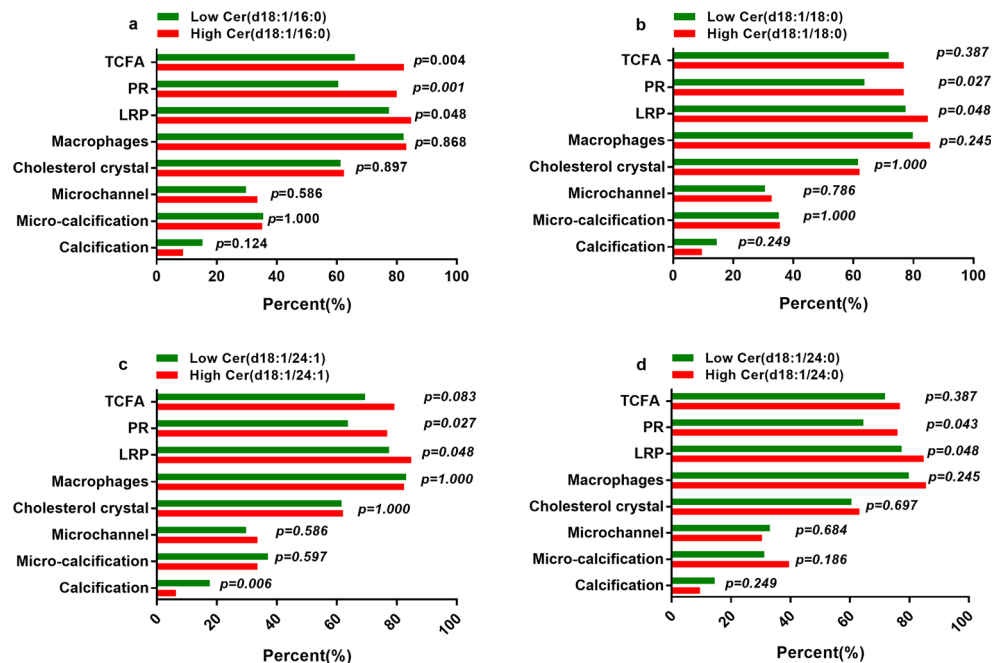 a
Low Cer(d18:1/16:0)
High Cer(d18:1/16:0)
TCFA
p=0.004
PR
p=0.001
LRP
p=0.048
Macrophages
p=0.868
Cholesterol crystal
p=0.897
Microchannel
p=0.586
Micro-calcification
p=1.000
Calcification
p=0.124
0 20 40 60 80 100
Percent(%)
b
Low Cer(d18:1/18:0)
High Cer(d18:1/18:0)
TCFA
p=0.387
PR
p=0.027
LRP
p=0.048
Macrophages
p=0.245
Cholesterol crystal
p=1.000
Microchannel
p=0.786
Micro-calcification
p=1.000
Calcification
p=0.249
0 20 40 60 80 100
Percent(%)
c
Low Cer(d18:1/24:1)
High Cer(d18:1/24:1)
TCFA
p=0.083
PR
p=0.027
LRP
p=0.048
Macrophages
p=1.000
Cholesterol crystal
p=1.000
Microchannel
p=0.586
Micro-calcification
p=0.597
Calcification
p=0.006
0 20 40 60 80 100
Percent(%)
d
Low Cer(d18:1/24:0)
High Cer(d18:1/24:0)
TCFA
p=0.387
PR
p=0.043
LRP
p=0.048
Macrophages
p=0.245
Cholesterol crystal
p=0.697
Microchannel
p=0.684
Micro-calcification
p=0.186
Calcification
p=0.249
0 20 40 60 80 100
Percent(%)